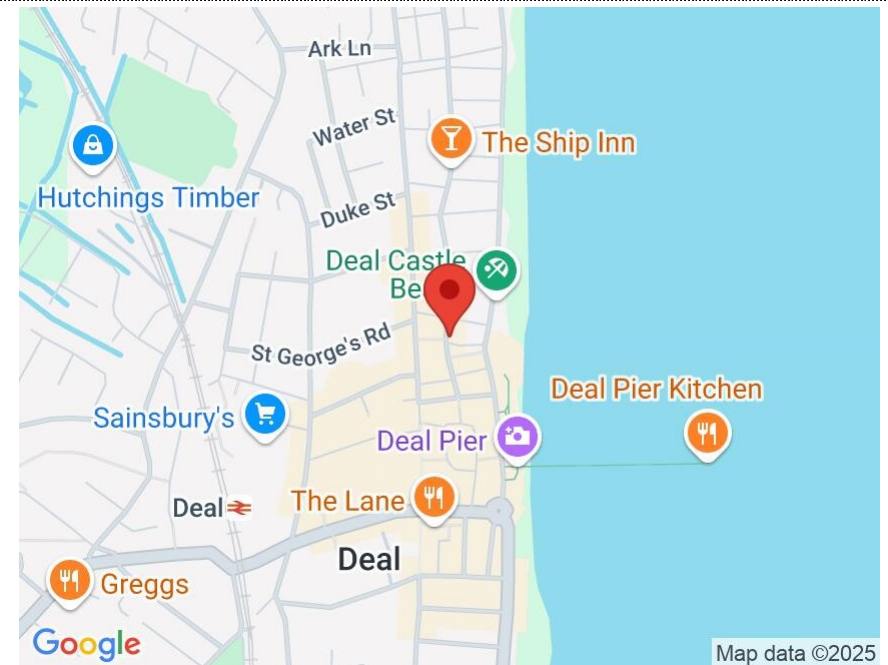 Ark Ln
Water St
The Ship Inn
Hutchings Timber
Duke St
Deal Castle
Be
St George's Rd
Deal Pier Kitchen
Sainsbury's
Deal Pier
Deal
The Lane
Deal
Greggs
Google
Map data ©2025